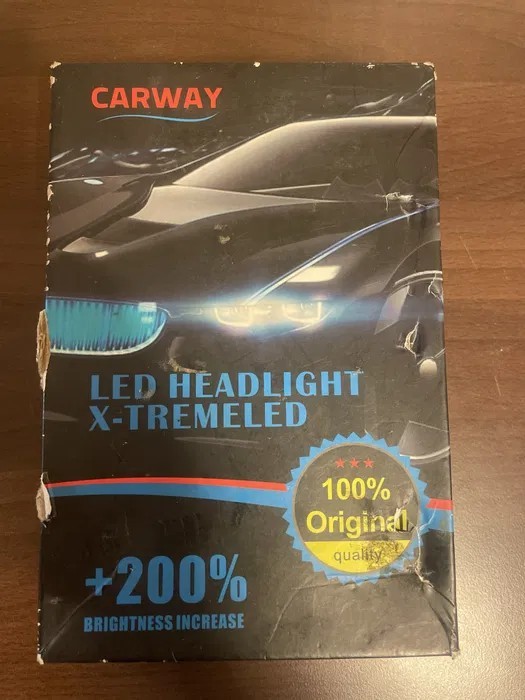 CARWAY
LED HEADLIGHT
X-TREMELED
100%
Original
quality
+200%
BRIGHTNESS INCREASE